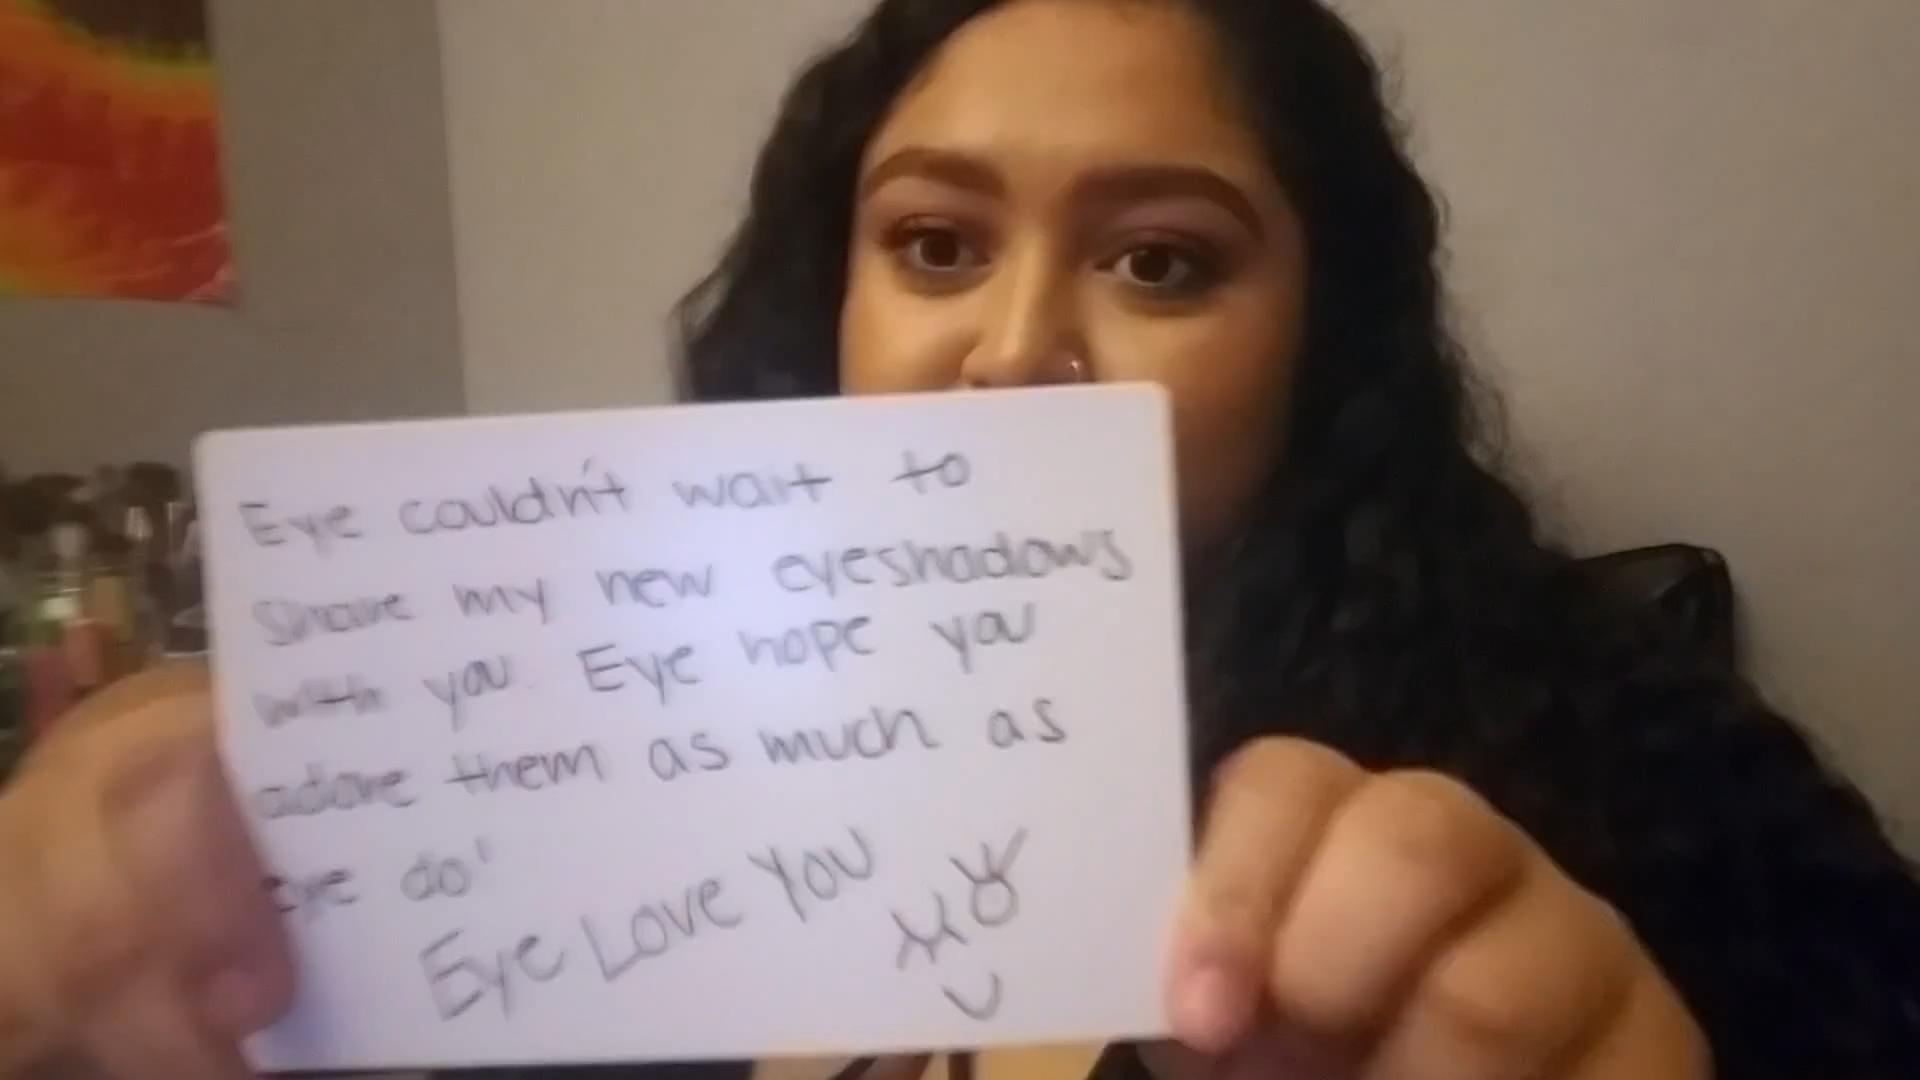 Eye couldn't wait to
share my new eyeshadows
with you. Eye hope you
adore them as much as
eye do!
Eye Love You